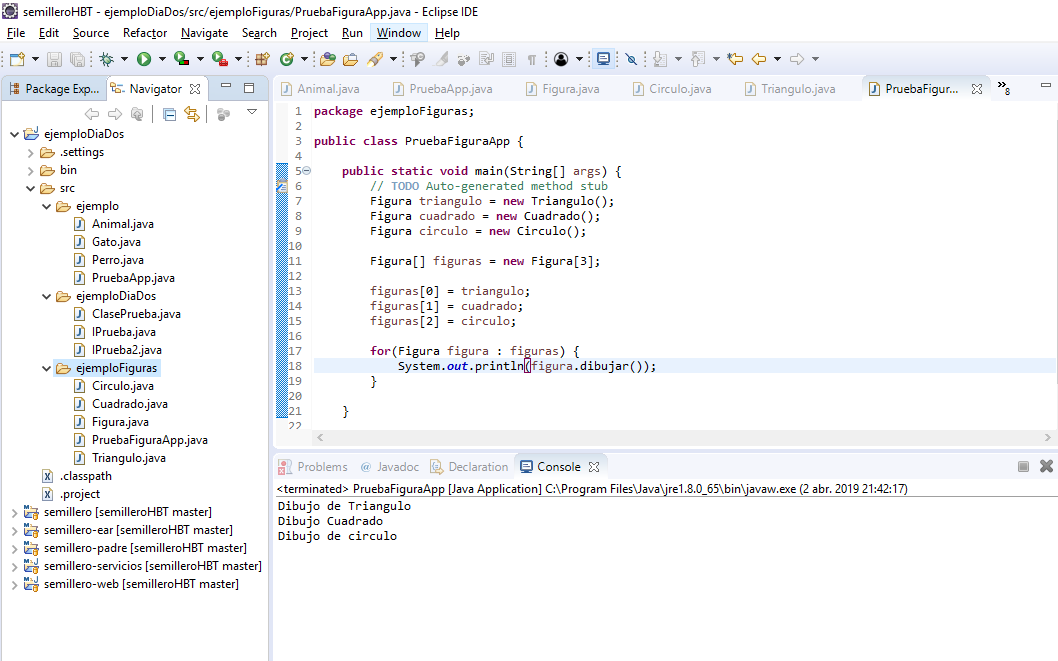 semilleroHBT - ejemploDiaDos/src/ejemploFiguras/PruebaFiguraApp.java - Eclipse IDE
File Edit Source Refactor Navigate Search Project Run Window Help
Package Exp... Navigator
ejemploDiaDos
.settings
bin
src
ejemplo
Animal.java
Gato.java
Perro.java
PruebaApp.java
ejemploDiaDos
ClasePrueba.java
IPrueba.java
IPrueba2.java
ejemploFiguras
Circulo.java
Cuadrado.java
Figura.java
PruebaFiguraApp.java
Triangulo.java
.classpath
.project
semillero [semilleroHBT master]
semillero-ear [semilleroHBT master]
semillero-padre [semilleroHBT master]
semillero-servicios [semilleroHBT master]
semillero-web [semilleroHBT master]
Animal.java PruebaApp.java Figura.java Circulo.java Triangulo.java PruebaFigur... »8
1 package ejemploFiguras;
2
3 public class PruebaFiguraApp {
4
5 public static void main(String[] args) {
6 // TODO Auto-generated method stub
7 Figura triangulo = new Triangulo();
8 Figura cuadrado = new Cuadrado();
9 Figura circulo = new Circulo();
10
11 Figura[] figuras = new Figura[3];
12
13 figuras[0] = triangulo;
14 figuras[1] = cuadrado;
15 figuras[2] = circulo;
16
17 for(Figura figura : figuras) {
18 System.out.println(figura.dibujar());
19 }
20
21 }
22
Problems @ Javadoc Declaration Console
<terminated> PruebaFiguraApp [Java Application] C:\Program Files\Java\jre1.8.0_65\bin\javaw.exe (2 abr. 2019 21:42:17)
Dibujo de Triangulo
Dibujo Cuadrado
Dibujo de circulo